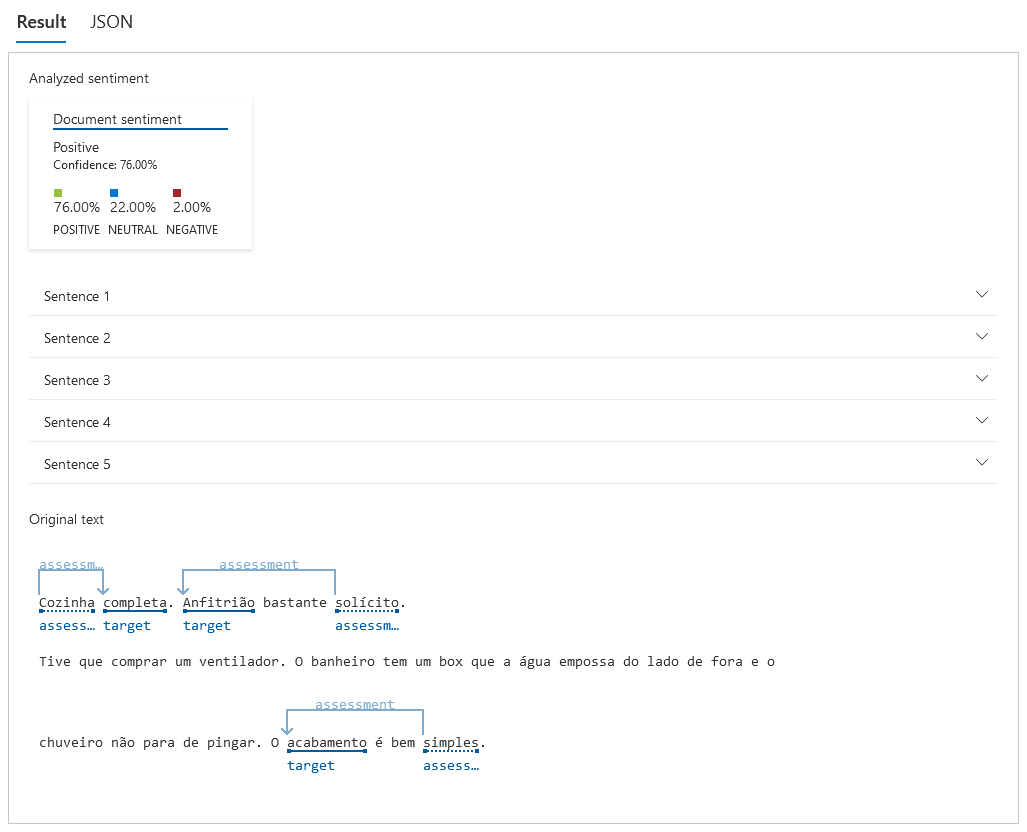 Result JSON
Analyzed sentiment
Document sentiment
Positive
Confidence: 76.00%
76.00% 22.00% 2.00%
POSITIVE NEUTRAL NEGATIVE
Sentence 1
Sentence 2
Sentence 3
Sentence 4
Sentence 5
Original text
assessm… assessment
Cozinha completa. Anfitrião bastante solícito.
assess… target target assessm…
Tive que comprar um ventilador. O banheiro tem um box que a água empossa do lado de fora e o
assessment
chuveiro não para de pingar. O acabamento é bem simples.
target assess…